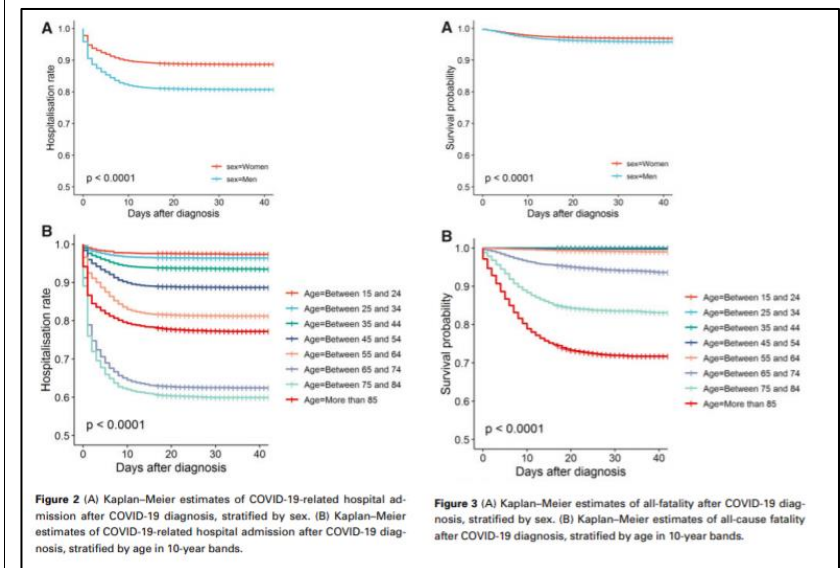 A
Hospitalisation rate
1.0
0.9
0.8
0.7
0.6
0.5
p < 0.0001
sex=Women
sex=Men
0
10
20
30
40
Days after diagnosis
B
Hospitalisation rate
1.0
0.9
0.8
0.7
0.6
0.5
p < 0.0001
Age=Between 15 and 24
Age=Between 25 and 34
Age=Between 35 and 44
Age=Between 45 and 54
Age=Between 55 and 64
Age=Between 65 and 74
Age=Between 75 and 84
Age=More than 85
0
10
20
30
40
Days after diagnosis
Figure 2 (A) Kaplan–Meier estimates of COVID-19-related hospital ad-
mission after COVID-19 diagnosis, stratified by sex. (B) Kaplan–Meier
estimates of COVID-19-related hospital admission after COVID-19 diag-
nosis, stratified by age in 10-year bands.
A
Survival probability
1.0
0.9
0.8
0.7
0.6
0.5
p < 0.0001
sex=Women
sex=Men
0
10
20
30
40
Days after diagnosis
B
Survival probability
1.0
0.9
0.8
0.7
0.6
0.5
p < 0.0001
Age=Between 15 and 24
Age=Between 25 and 34
Age=Between 35 and 44
Age=Between 45 and 54
Age=Between 55 and 64
Age=Between 65 and 74
Age=Between 75 and 84
Age=More than 85
0
10
20
30
40
Days after diagnosis
Figure 3 (A) Kaplan–Meier estimates of all-fatality after COVID-19 diag-
nosis, stratified by sex. (B) Kaplan–Meier estimates of all-cause fatality
after COVID-19 diagnosis, stratified by age in 10-year bands.